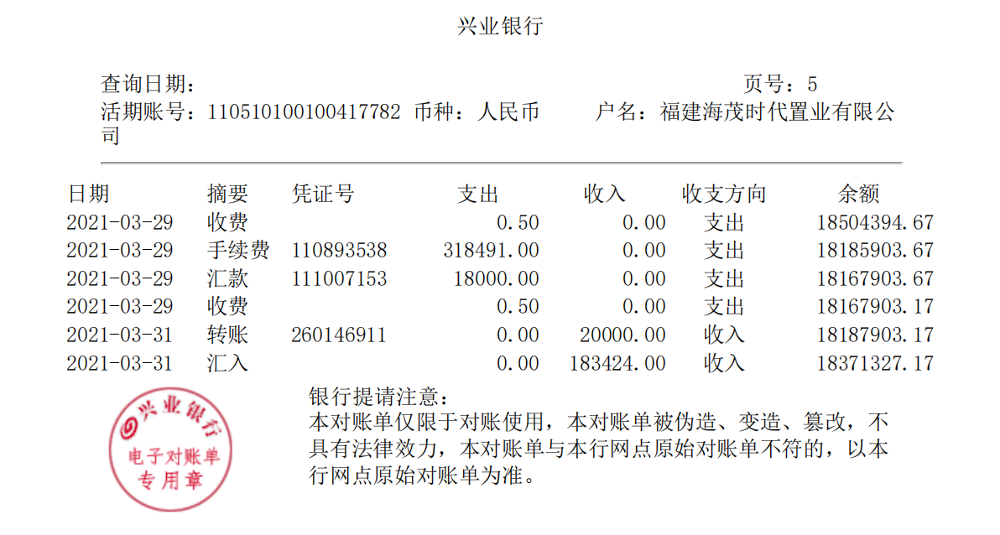 兴业银行
查询日期： 页号：5
活期账号：110510100100417782 币种：人民币 户名：福建海茂时代置业有限公
司
日期 摘要 凭证号 支出 收入 收支方向 余额
2021-03-29 收费 0.50 0.00 支出 18504394.67
2021-03-29 手续费 110893538 318491.00 0.00 支出 18185903.67
2021-03-29 汇款 111007153 18000.00 0.00 支出 18167903.67
2021-03-29 收费 0.50 0.00 支出 18167903.17
2021-03-31 转账 260146911 0.00 20000.00 收入 18187903.17
2021-03-31 汇入 0.00 183424.00 收入 18371327.17
银行提请注意：
本对账单仅限于对账使用，本对账单被伪造、变造、篡改，不
具有法律效力，本对账单与本行网点原始对账单不符的，以本
行网点原始对账单为准。
兴业银行
电子对账单
专用章